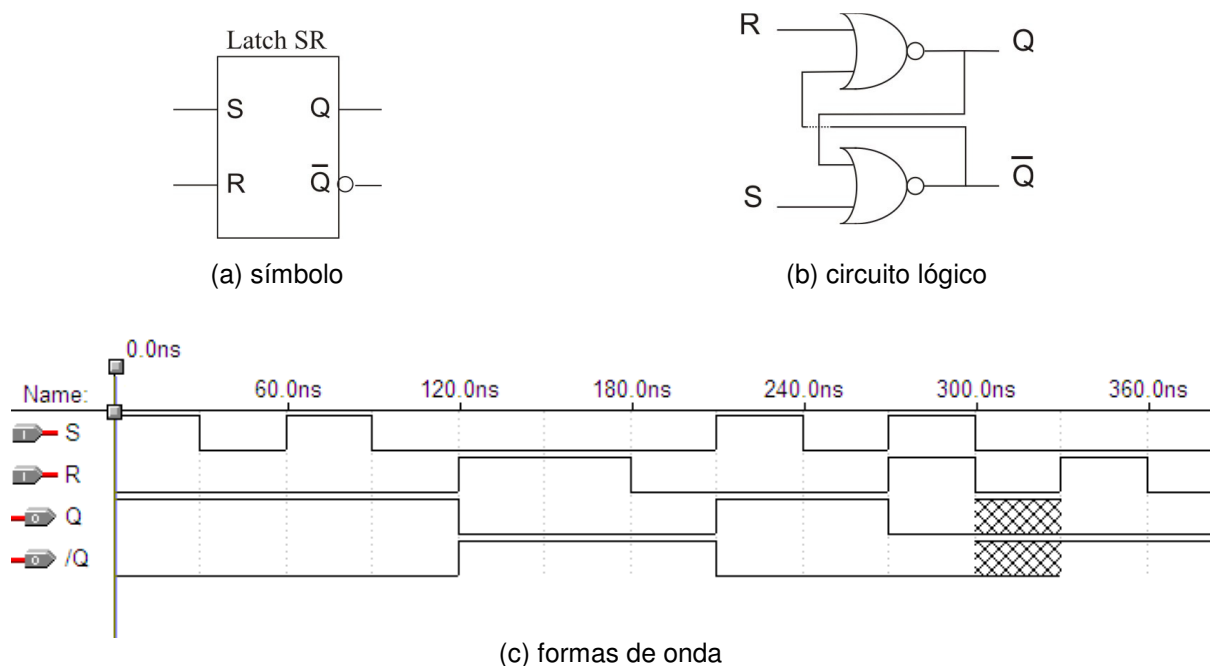 Latch SR
S Q
R Q̅
(a) símbolo
R Q
S Q̅
(b) circuito lógico
0.0ns
Name: 60.0ns 120.0ns 180.0ns 240.0ns 300.0ns 360.0ns
S
R
Q
/Q
(c) formas de onda